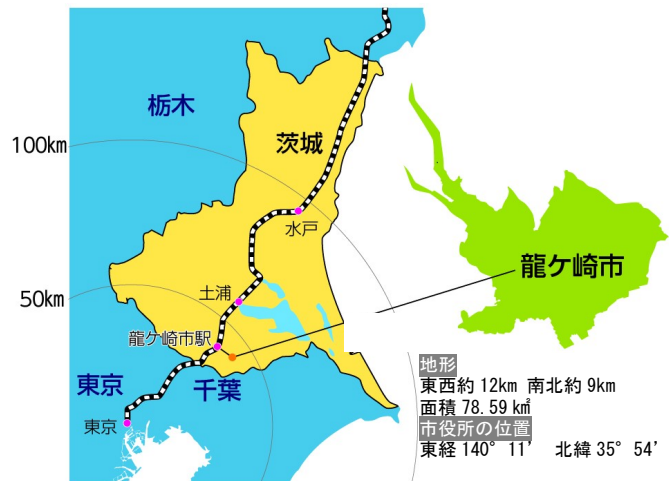 栃木
100km
茨城
水戸
龍ケ崎市
土浦
50km
龍ケ崎市駅
東京
千葉
東京
地形
東西約 12km 南北約 9km
面積 78.59 k㎡
市役所の位置
東経 140° 11′ 北緯 35° 54′